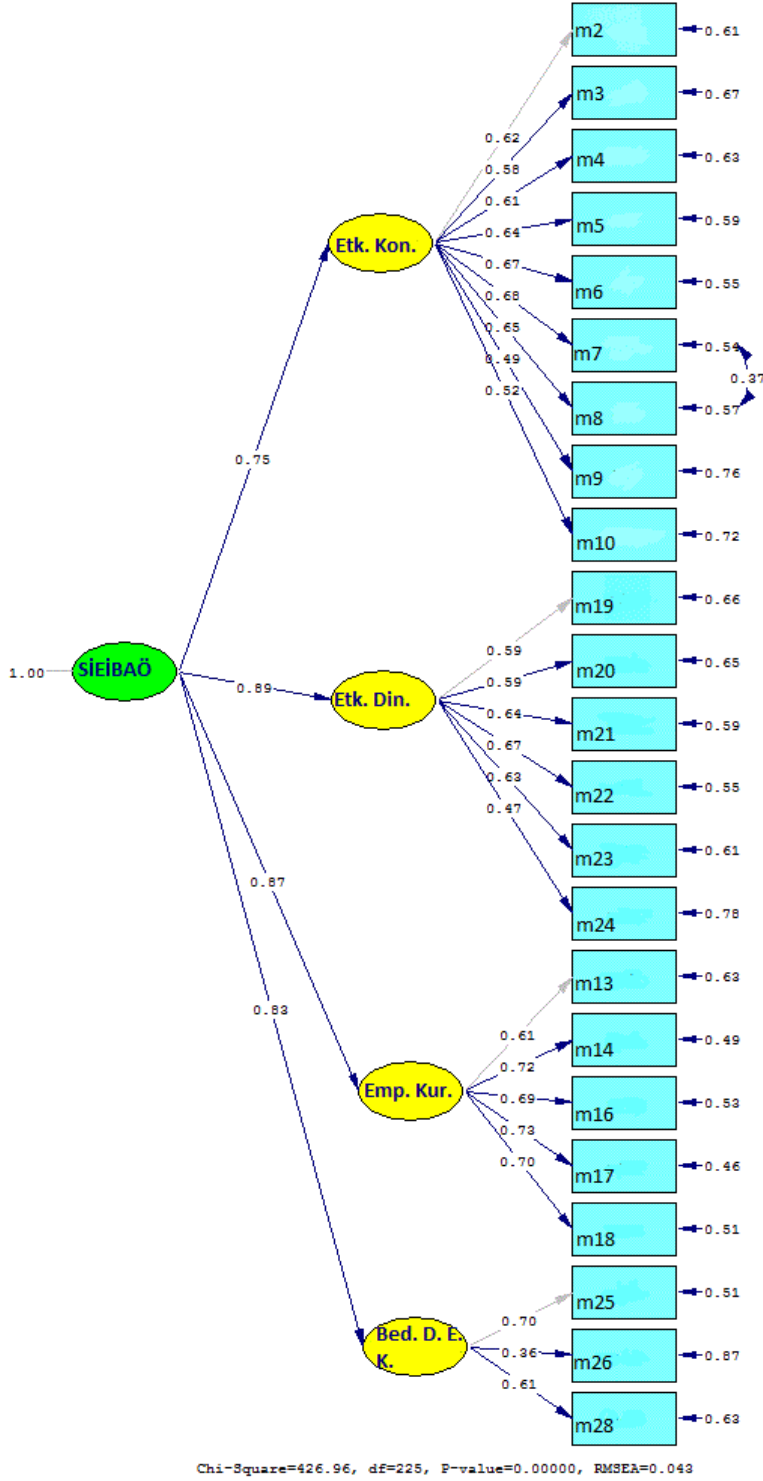 m2
0.61
m3
0.67
m4
0.63
m5
0.59
m6
0.55
m7
0.54
m8
0.57
0.37
m9
0.76
m10
0.72
0.62
0.58
0.61
0.64
0.67
0.68
0.65
0.49
0.52
Etk. Kon.
0.75
m19
0.66
m20
0.65
m21
0.59
m22
0.55
m23
0.61
m24
0.78
0.59
0.59
0.64
0.67
0.63
0.47
1.00
SİEİBAÖ
0.89
Etk. Din.
0.87
0.83
m13
0.63
m14
0.49
m16
0.53
m17
0.46
m18
0.51
0.61
0.72
0.69
0.73
0.70
Emp. Kur.
m25
0.51
m26
0.87
m28
0.63
0.70
0.36
0.61
Bed. D. E.
K.
Chi-Square=426.96, df=225, P-value=0.00000, RMSEA=0.043